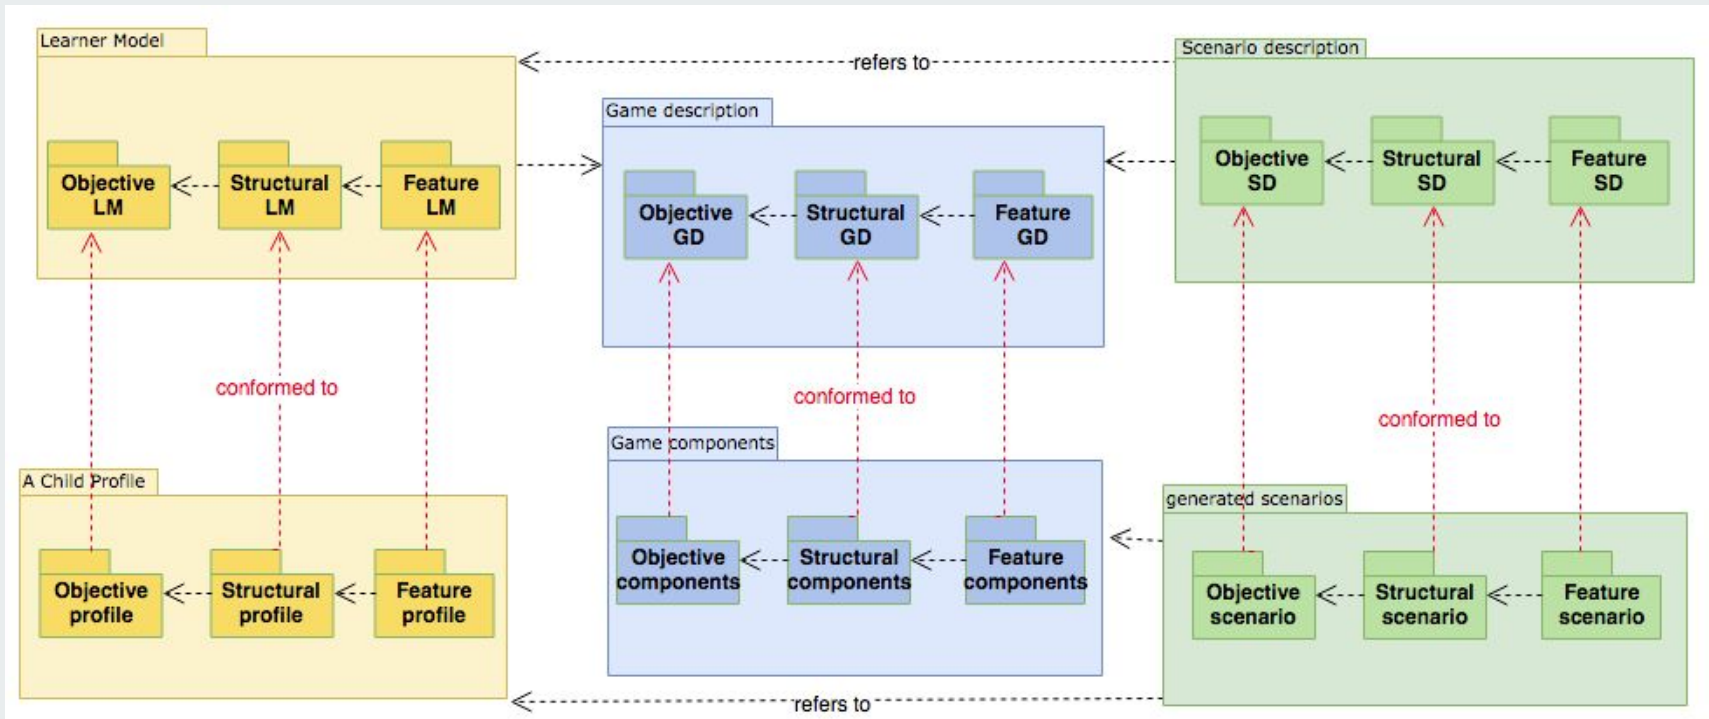 Learner Model
Scenario description
refers to
Game description
Objective
LM
Structural
LM
Feature
LM
Objective
GD
Structural
GD
Feature
GD
Objective
SD
Structural
SD
Feature
SD
conformed to
conformed to
conformed to
A Child Profile
Game components
generated scenarios
Objective
profile
Structural
profile
Feature
profile
Objective
components
Structural
components
Feature
components
Objective
scenario
Structural
scenario
Feature
scenario
refers to